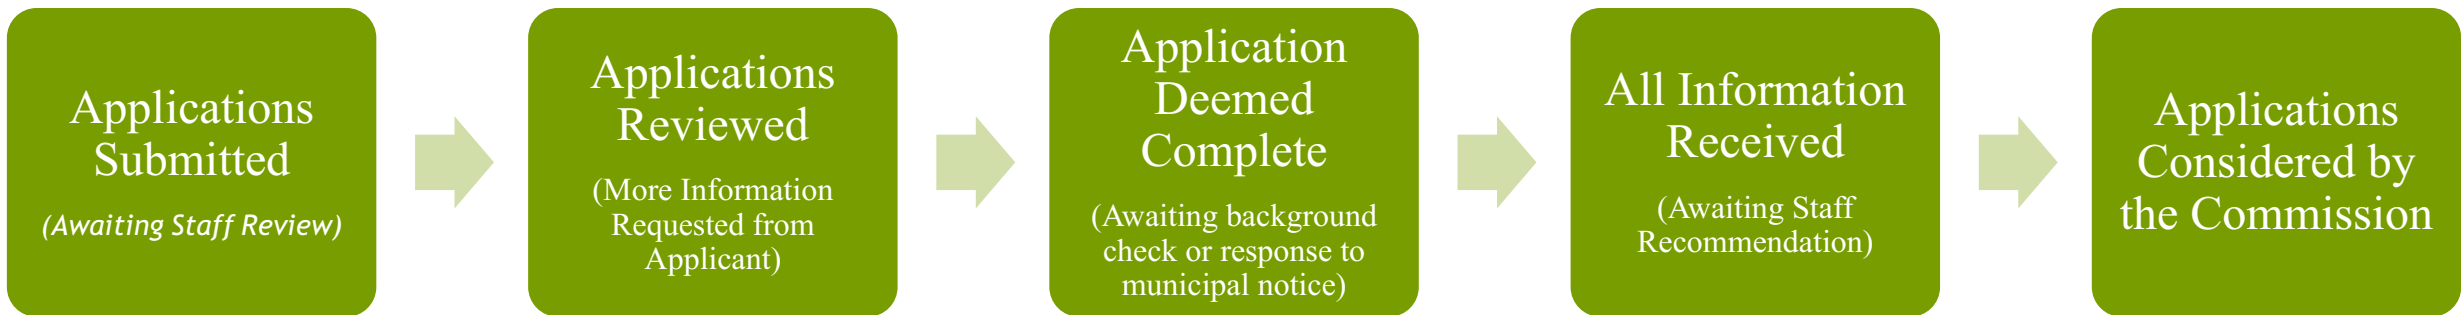 Applications
Submitted
(Awaiting Staff Review)
Applications
Reviewed
(More Information
Requested from
Applicant)
Application
Deemed
Complete
(Awaiting background
check or response to
municipal notice)
All Information
Received
(Awaiting Staff
Recommendation)
Applications
Considered by
the Commission